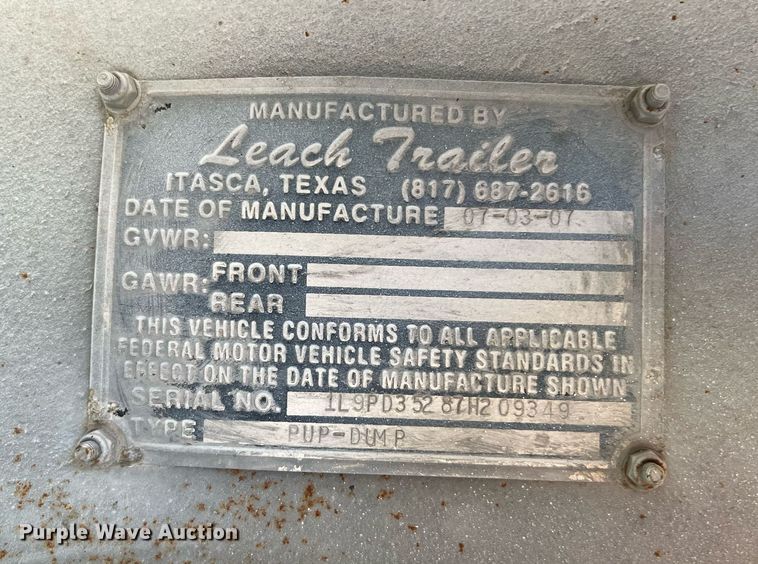 MANUFACTURED BY
Leach Trailer
ITASCA, TEXAS (817) 687-2616
DATE OF MANUFACTURE 07-03-07
GVWR:
GAWR: FRONT
REAR
THIS VEHICLE CONFORMS TO ALL APPLICABLE
FEDERAL MOTOR VEHICLE SAFETY STANDARDS IN
EFFECT ON THE DATE OF MANUFACTURE SHOWN
SERIAL NO. 1L9PD35287H209349
TYPE PUP-DUMP
Purple Wave Auction